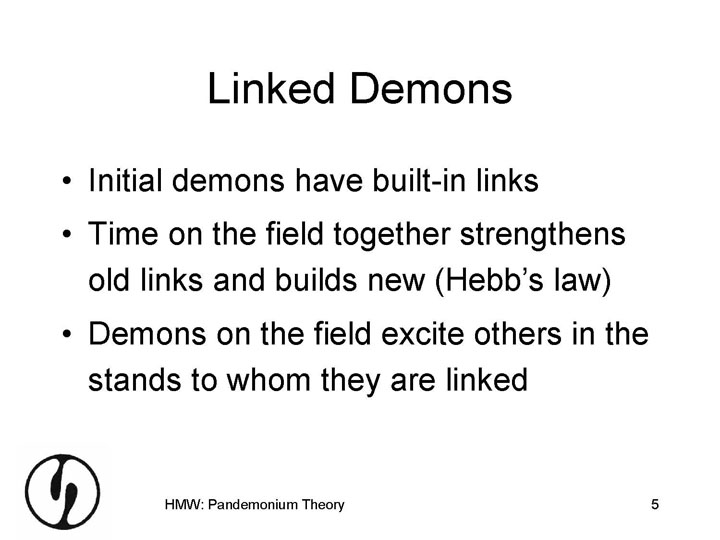 Linked Demons
• Initial demons have built-in links
• Time on the field together strengthens
old links and builds new (Hebb's law)
• Demons on the field excite others in the
stands to whom they are linked
HMW: Pandemonium Theory
5